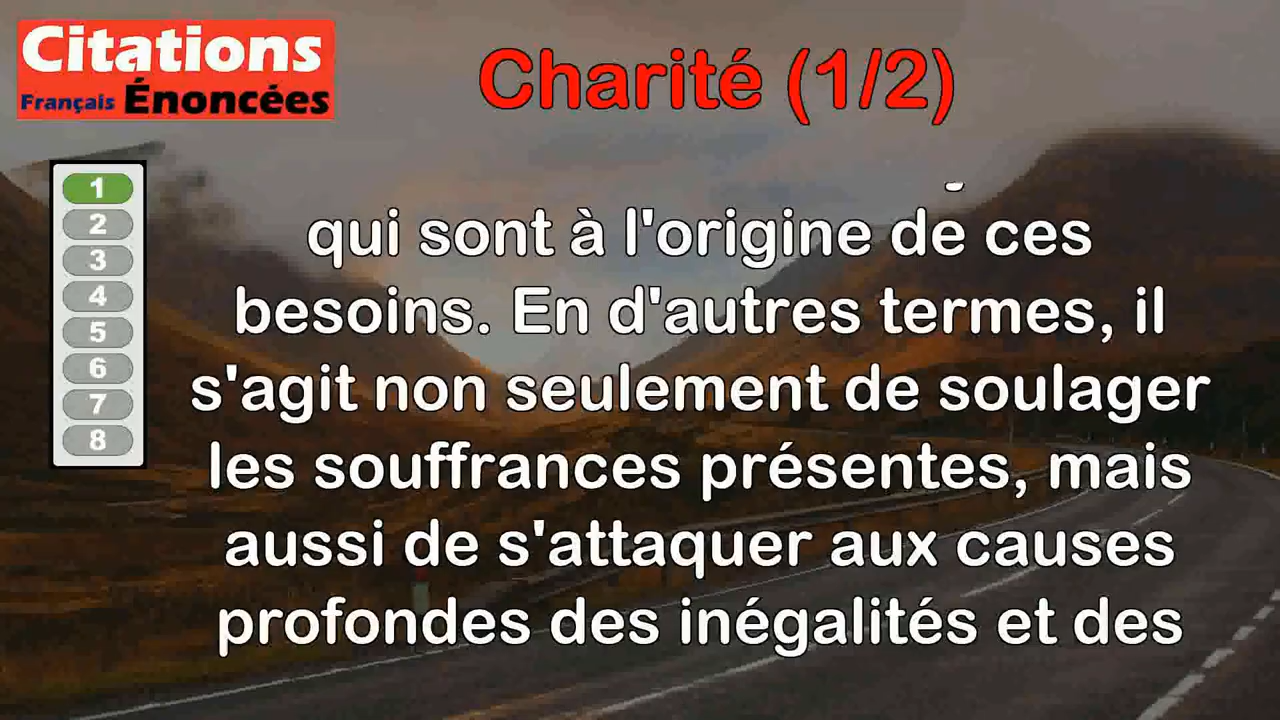 Citations
Français Énoncées
Charité (1/2)
1
2
3
4
5
6
7
8
qui sont à l'origine de ces
besoins. En d'autres termes, il
s'agit non seulement de soulager
les souffrances présentes, mais
aussi de s'attaquer aux causes
profondes des inégalités et des